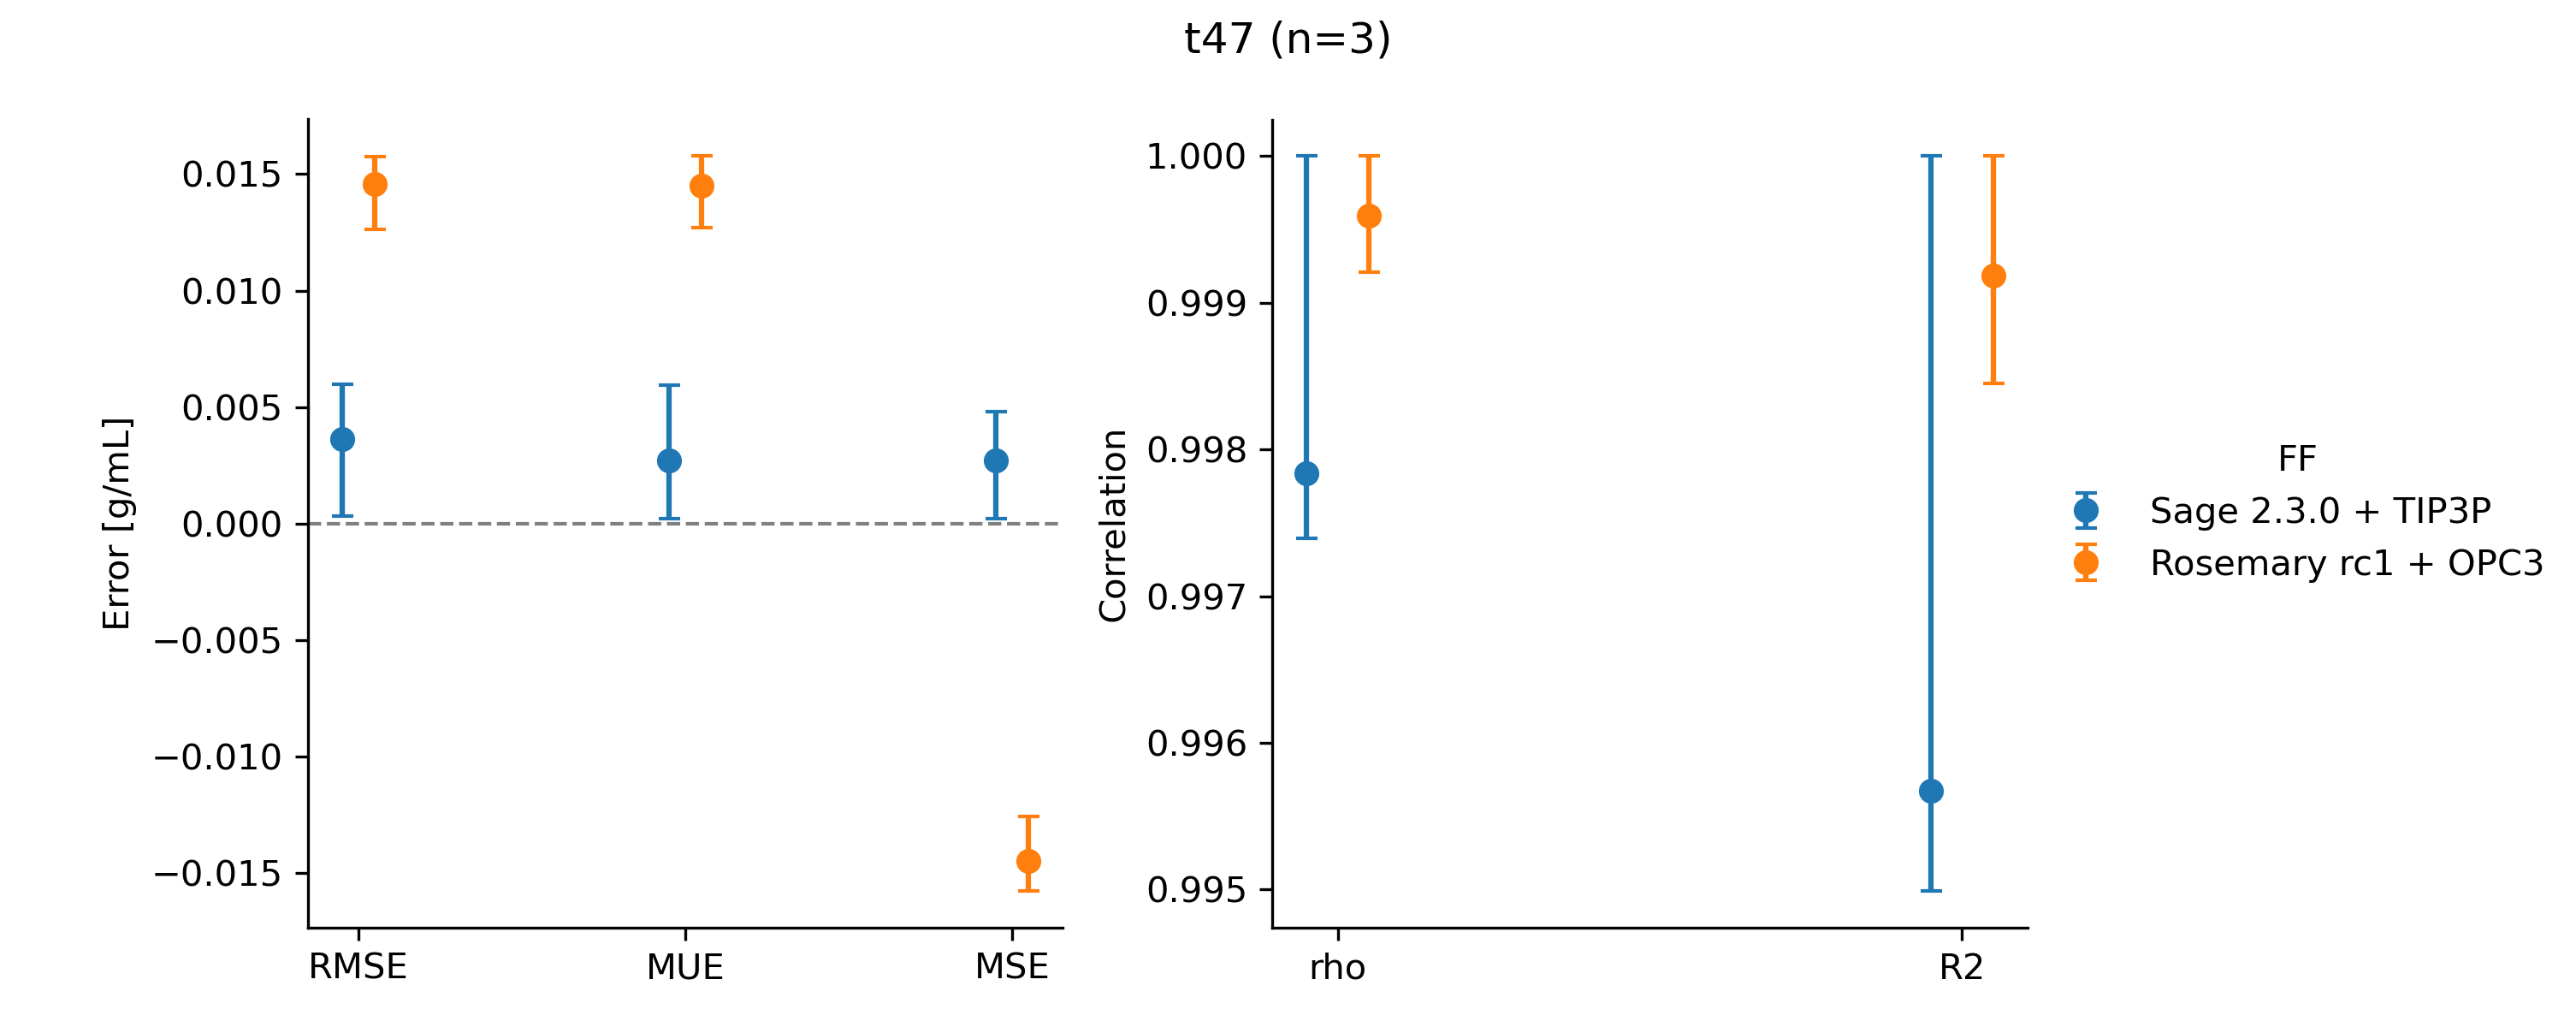 t47 (n=3)
Error [g/mL]
0.015
0.010
0.005
0.000
−0.005
−0.010
−0.015
RMSE
MUE
MSE
Correlation
1.000
0.999
0.998
0.997
0.996
0.995
rho
R2
FF
Sage 2.3.0 + TIP3P
Rosemary rc1 + OPC3